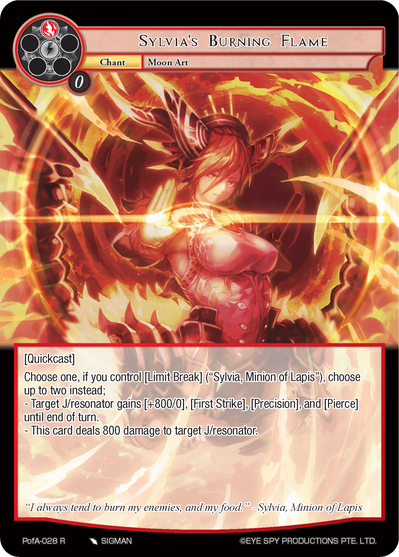 SYLVIA'S BURNING FLAME
Chant Moon Art
0
[Quickcast]
Choose one, if you control [Limit Break] (“Sylvia, Minion of Lapis”), choose
up to two instead;
- Target J/resonator gains [+800/0], [First Strike], [Precision], and [Pierce]
until end of turn.
- This card deals 800 damage to target J/resonator.
“I always tend to burn my enemies, and my food.” –Sylvia, Minion of Lapis
PofA-028 R SIGMAN ©EYE SPY PRODUCTIONS PTE. LTD.